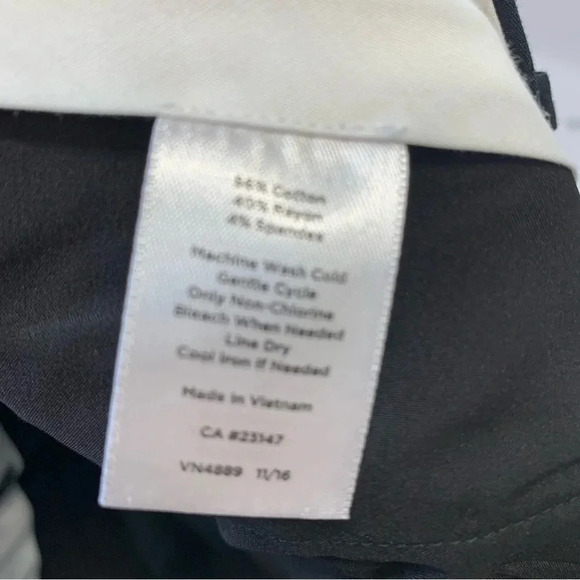 56% Cotton
40% Rayon
4% Spandex
Machine Wash Cold
Gentle Cycle
Only Non-Chlorine
Bleach When Needed
Line Dry
Cool Iron If Needed
Made in Vietnam
CA #23147
VN4889 11/16